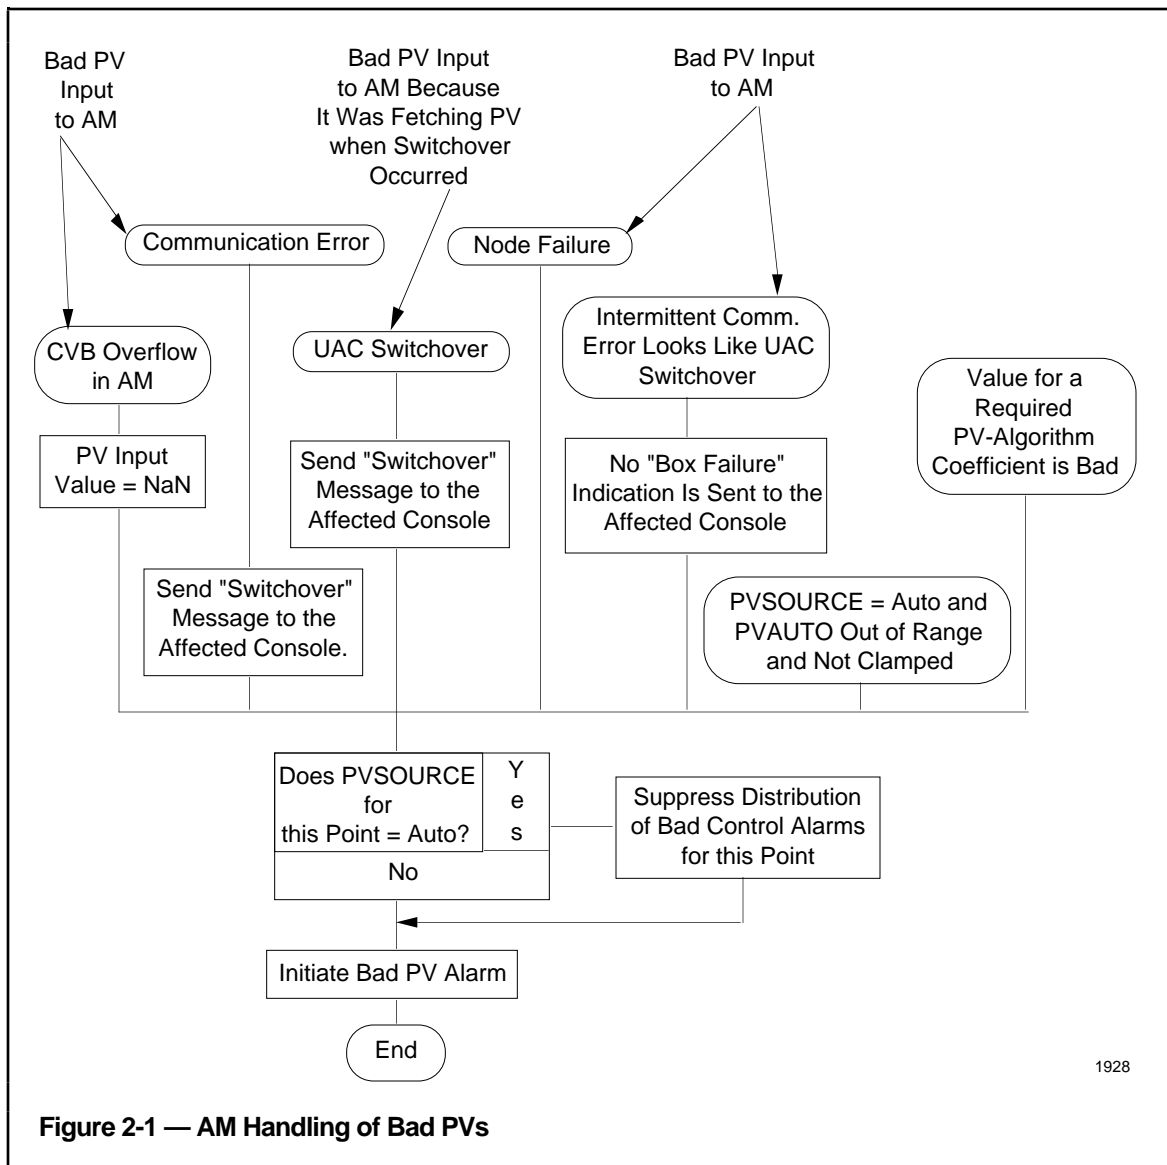 Bad PV
Input
to AM
Bad PV Input
to AM Because
It Was Fetching PV
when Switchover
Occurred
Bad PV Input
to AM
Communication Error
Node Failure
CVB Overflow
in AM
UAC Switchover
Intermittent Comm.
Error Looks Like UAC
Switchover
Value for a
Required
PV-Algorithm
Coefficient is Bad
PV Input
Value = NaN
Send "Switchover"
Message to the
Affected Console
No "Box Failure"
Indication Is Sent to the
Affected Console
Send "Switchover"
Message to the
Affected Console.
PVSOURCE = Auto and
PVAUTO Out of Range
and Not Clamped
Does PVSOURCE
for
this Point = Auto?
Y
e
s
No
Suppress Distribution
of Bad Control Alarms
for this Point
Initiate Bad PV Alarm
End
1928
Figure 2-1 — AM Handling of Bad PVs